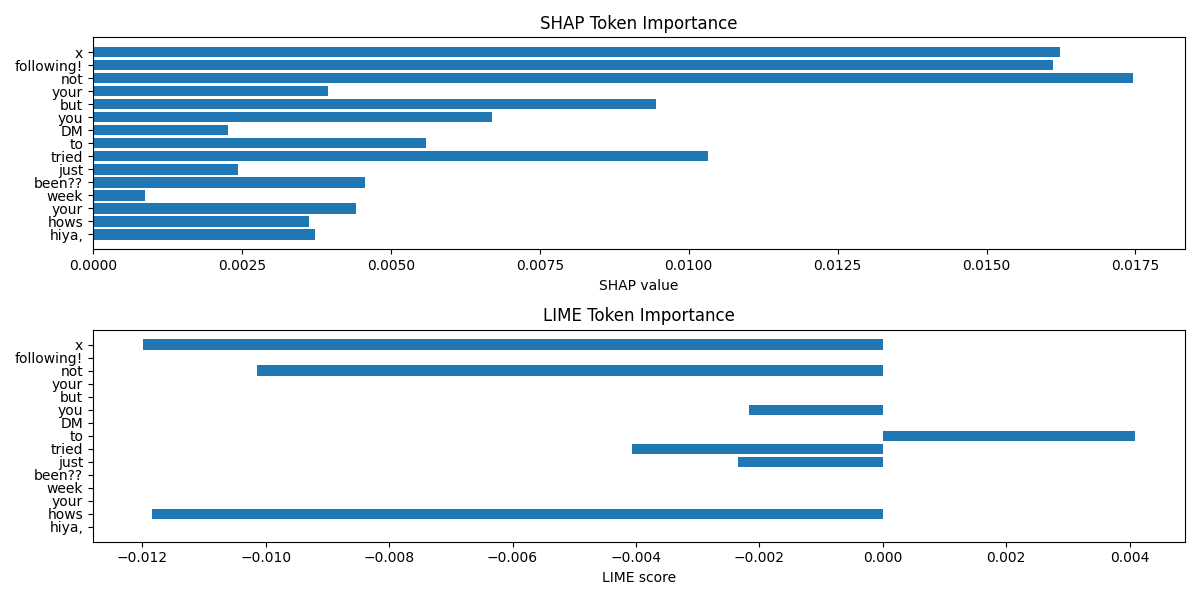 SHAP Token Importance
x
following!
not
your
but
you
DM
to
tried
just
been??
week
your
hows
hiya,
0.0000 0.0025 0.0050 0.0075 0.0100 0.0125 0.0150 0.0175
SHAP value
LIME Token Importance
x
following!
not
your
but
you
DM
to
tried
just
been??
week
your
hows
hiya,
−0.012 −0.010 −0.008 −0.006 −0.004 −0.002 0.000 0.002 0.004
LIME score